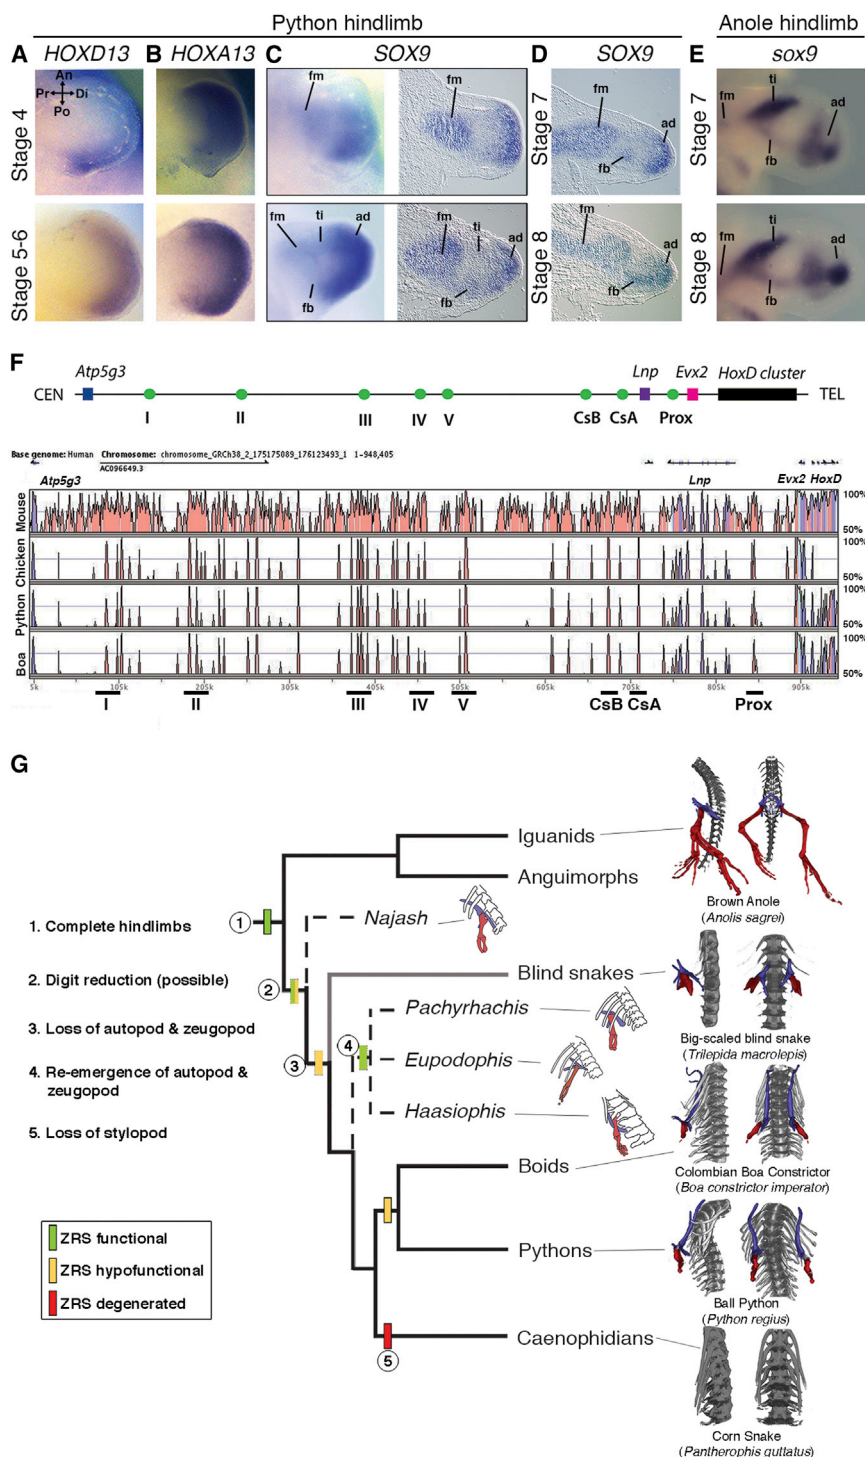 Python hindlimb
Anole hindlimb
A HOXD13
B HOXA13
C SOX9
D SOX9
E sox9
Stage 4
An
Pr Di
Po
fm
fm
Stage 7
fm
ad
fb
Stage 7
ti
fm
ad
fb
Stage 5-6
fm
ti
ad
fb
fm
ti
ad
fb
Stage 8
fm
ad
fb
Stage 8
ti
fm
ad
fb
F
Atp5g3 Lnp Evx2 HoxD cluster
CEN TEL
I II III IV V CsB CsA Prox
Base genome: Human Chromosome: chromosome_GRCh38_2_175175089_176123493_1 1-948,405
AC096649.3
Atp5g3 Lnp Evx2 HoxD
Mouse 100%
50%
Chicken 100%
50%
Python 100%
50%
Boa 100%
50%
5k 105k 205k 305k 405k 505k 605k 705k 805k 905k
I II III IV V CsB CsA Prox
G
1. Complete hindlimbs
2. Digit reduction (possible)
3. Loss of autopod & zeugopod
4. Re-emergence of autopod &
zeugopod
5. Loss of stylopod
ZRS functional
ZRS hypofunctional
ZRS degenerated
1
2
3
4
5
Iguanids
Anguimorphs
Najash
Blind snakes
Pachyrhachis
Eupodophis
Haasiophis
Boids
Pythons
Caenophidians
Brown Anole
(Anolis sagrei)
Big-scaled blind snake
(Trilepida macrolepis)
Colombian Boa Constrictor
(Boa constrictor imperator)
Ball Python
(Python regius)
Corn Snake
(Pantherophis guttatus)